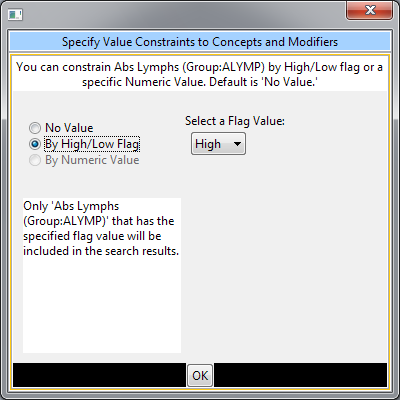 Specify Value Constraints to Concepts and Modifiers
You can constrain Abs Lymphs (Group:ALYMP) by High/Low flag or a
specific Numeric Value. Default is 'No Value.'
No Value
By High/Low Flag
By Numeric Value
Select a Flag Value:
High
Only 'Abs Lymphs
(Group:ALYMP)' that has the
specified flag value will be
included in the search results.
OK